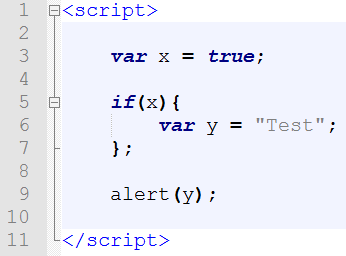 1 <script>
2
3 var x = true;
4
5 if(x){
6 var y = "Test";
7 };
8
9 alert(y);
10
11 </script>